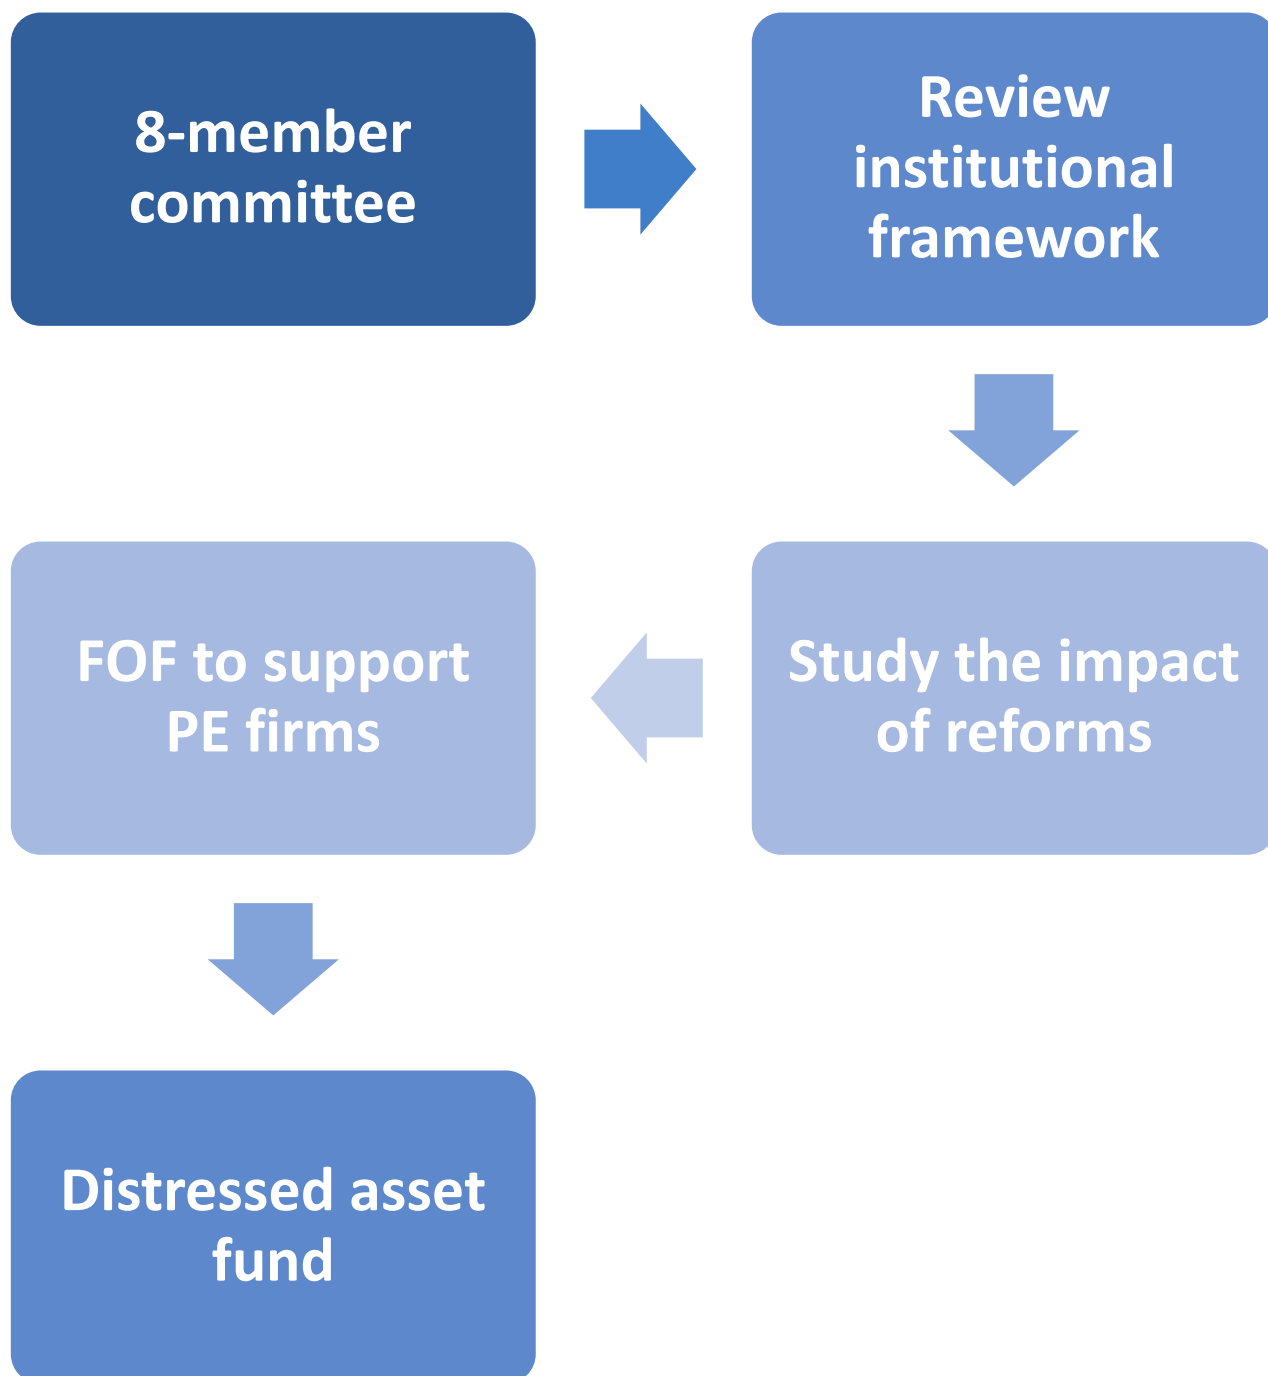 8-member
committee
Review
institutional
framework
Study the impact
of reforms
FOF to support
PE firms
Distressed asset
fund